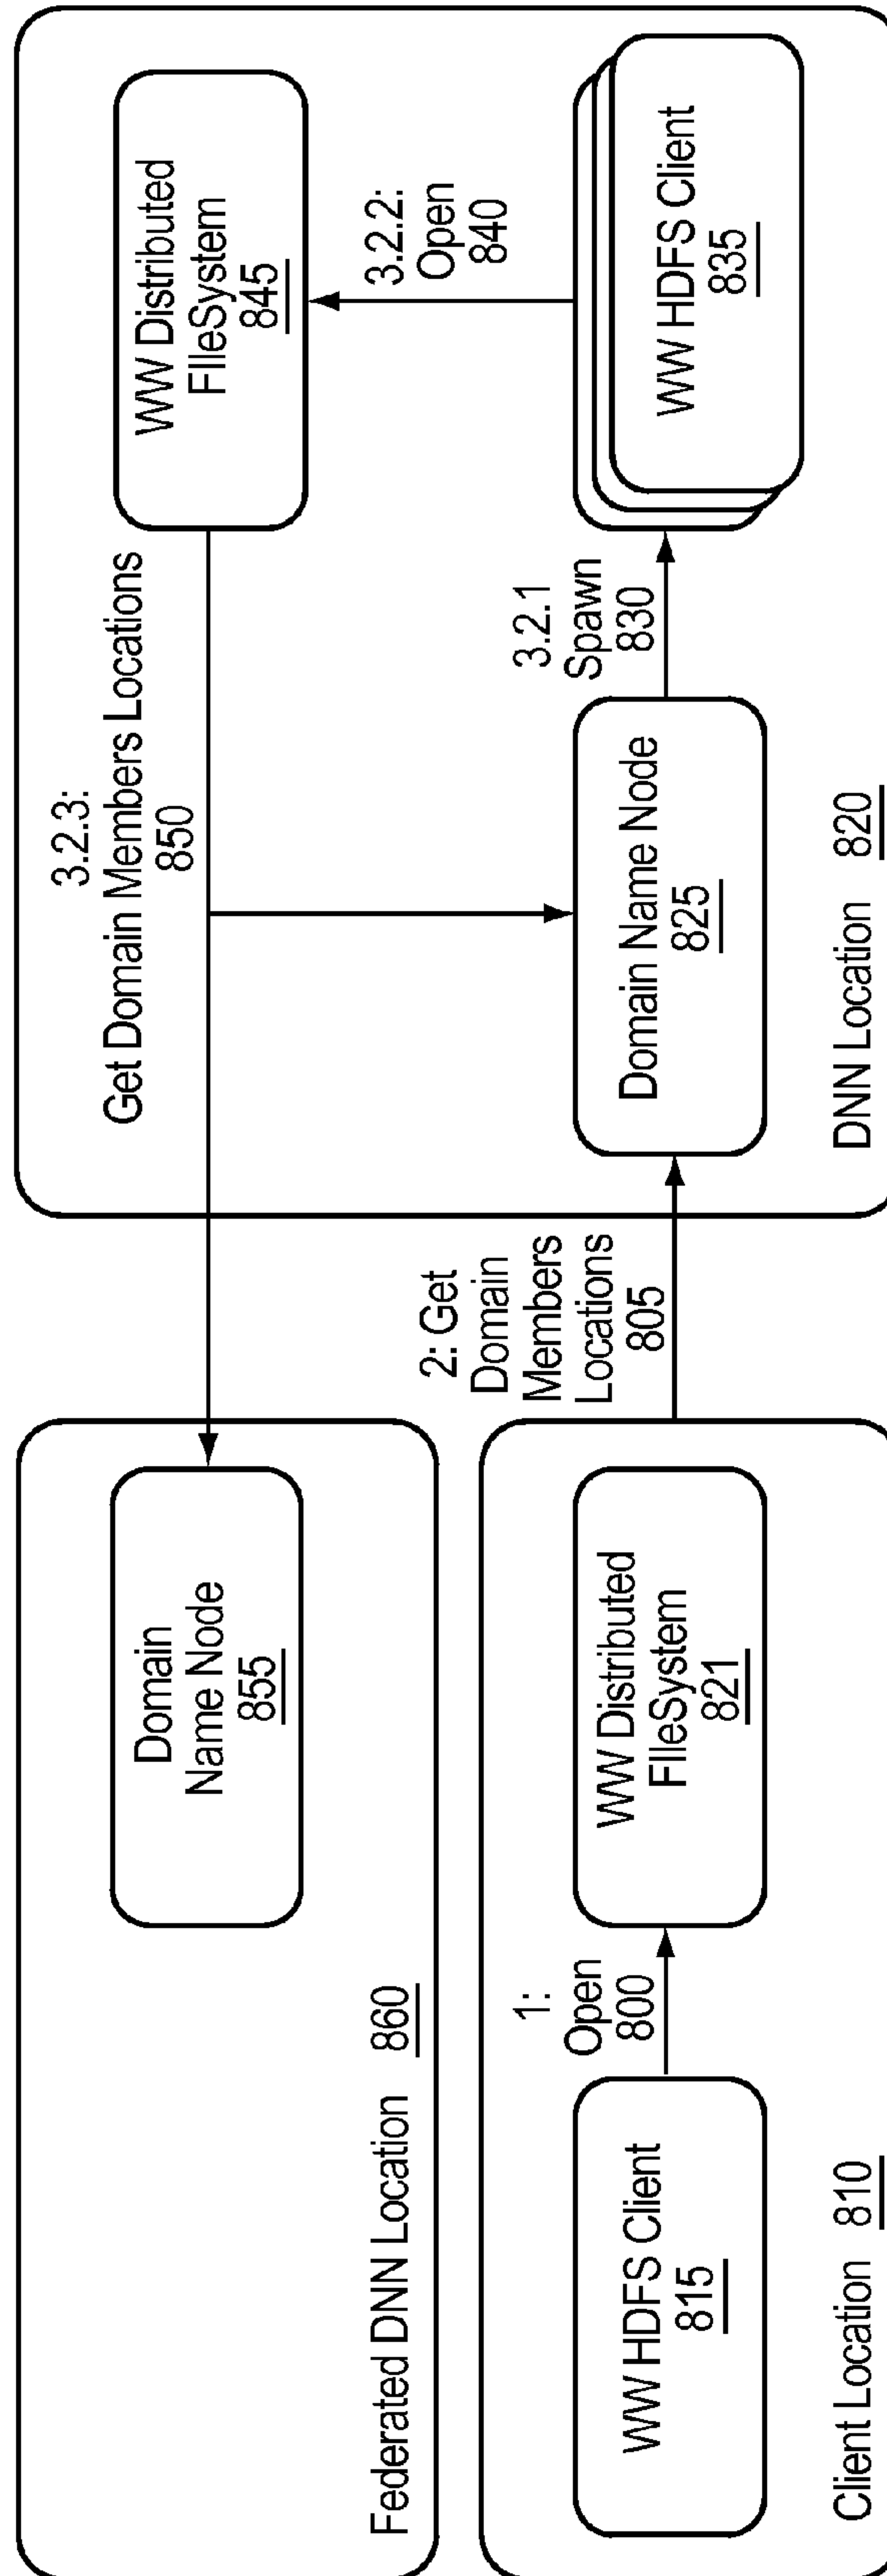 Domain
Name Node
855
Federated DNN Location 860
WW HDFS Client
815
1:
Open
800
WW Distributed
FIleSystem
821
Client Location 810
2: Get
Domain
Members
Locations
805
3.2.3:
Get Domain Members Locations
850
WW Distributed
FIleSystem
845
3.2.2:
Open
840
Domain Name Node
825
3.2.1
Spawn
830
WW HDFS Client
835
DNN Location 820